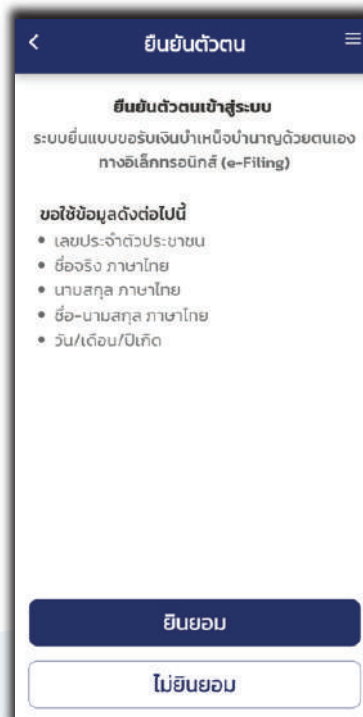 ยืนยันตัวตน
ยืนยันตัวตนเข้าสู่ระบบ
ระบบยื่นแบบขอรับเงินบำเหน็จบำนาญด้วยตนเอง
ทางอิเล็กทรอนิกส์ (e-Filing)
ขอใช้ข้อมูลดังต่อไปนี้
• เลขประจำตัวประชาชน
• ชื่อจริง ภาษาไทย
• นามสกุล ภาษาไทย
• ชื่อ-นามสกุล ภาษาไทย
• วัน/เดือน/ปีเกิด
ยินยอม
ไม่ยินยอม